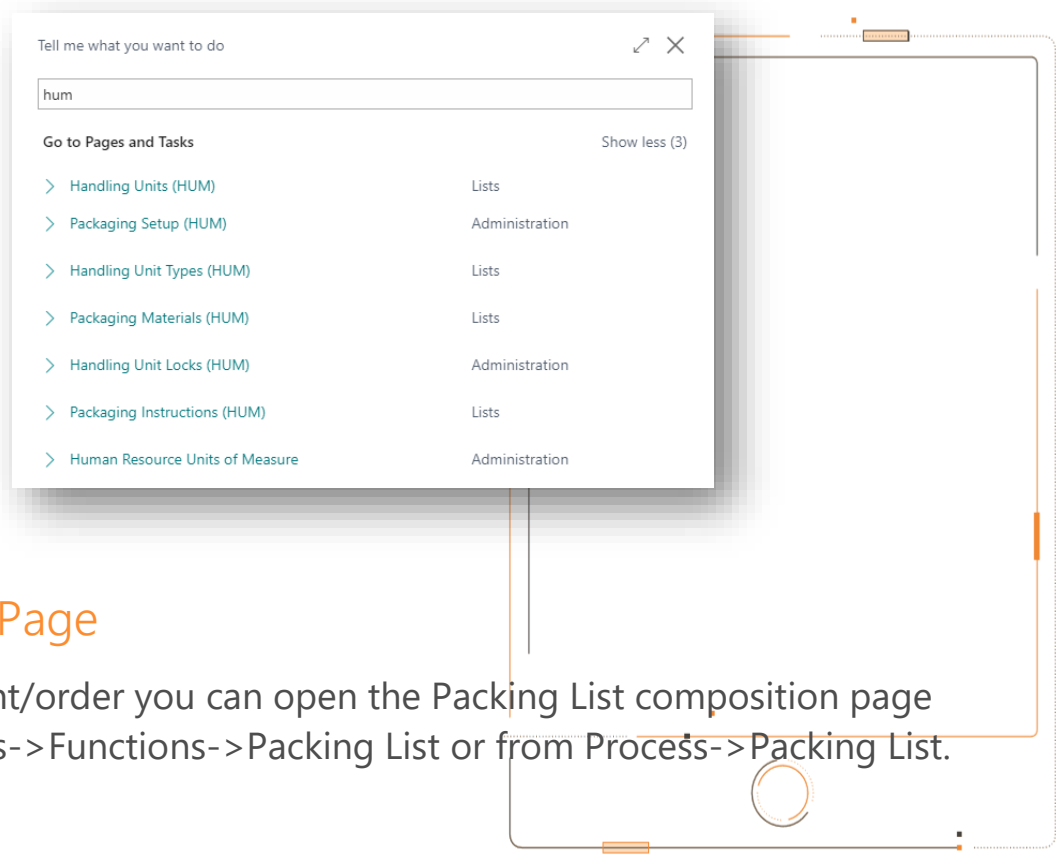 Tell me what you want to do
hum
Go to Pages and Tasks Show less (3)
Handling Units (HUM) Lists
Packaging Setup (HUM) Administration
Handling Unit Types (HUM) Lists
Packaging Materials (HUM) Lists
Handling Unit Locks (HUM) Administration
Packaging Instructions (HUM) Lists
Human Resource Units of Measure Administration
Page
/order you can open the Packing List composition page
->Functions->Packing List or from Process->Packing List.